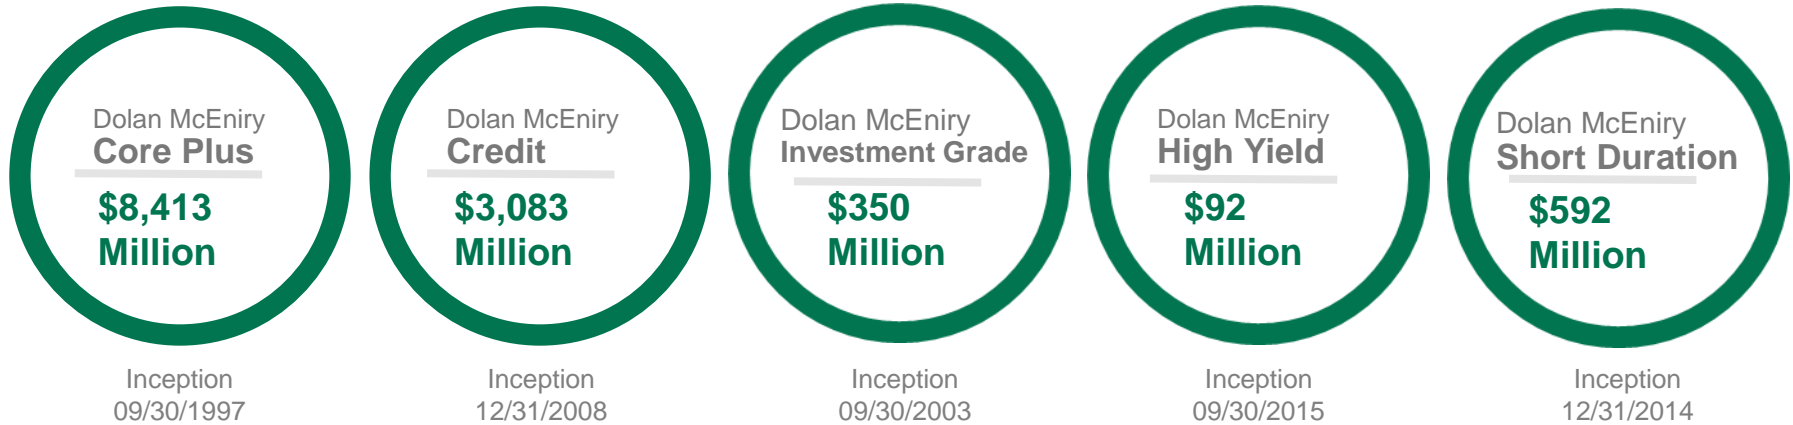 Dolan McEniry
Core Plus
$8,413
Million
Inception
09/30/1997
Dolan McEniry
Credit
$3,083
Million
Inception
12/31/2008
Dolan McEniry
Investment Grade
$350
Million
Inception
09/30/2003
Dolan McEniry
High Yield
$92
Million
Inception
09/30/2015
Dolan McEniry
Short Duration
$592
Million
Inception
12/31/2014